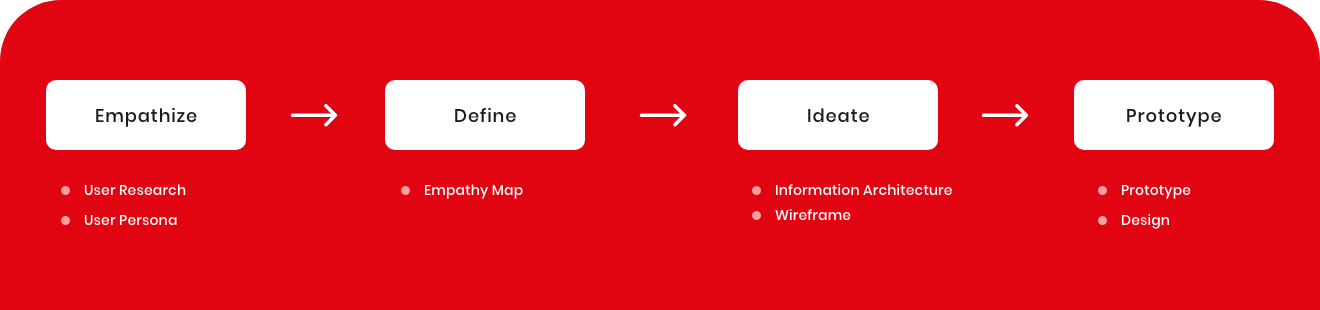 Empathize
Define
Ideate
Prototype
User Research
User Persona
Empathy Map
Information Architecture
Wireframe
Prototype
Design